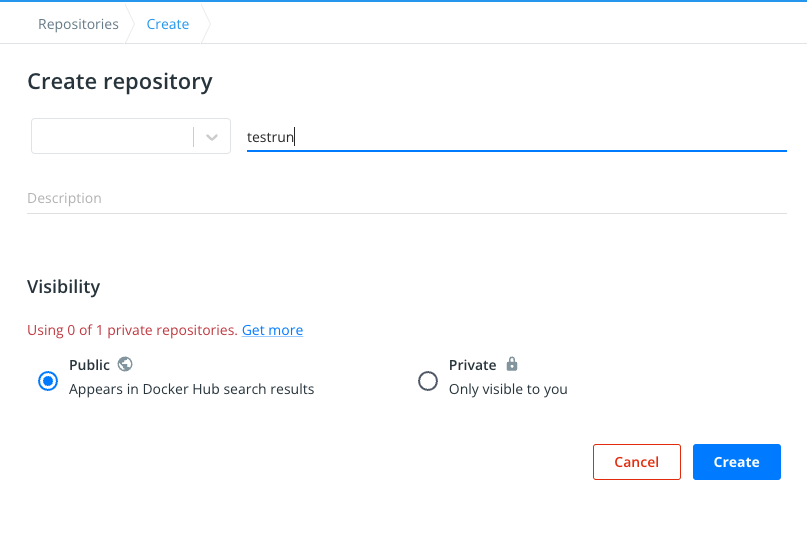 Repositories
Create
Create repository
testrun
Description
Visibility
Using 0 of 1 private repositories. Get more
Public
Appears in Docker Hub search results
Private
Only visible to you
Cancel
Create